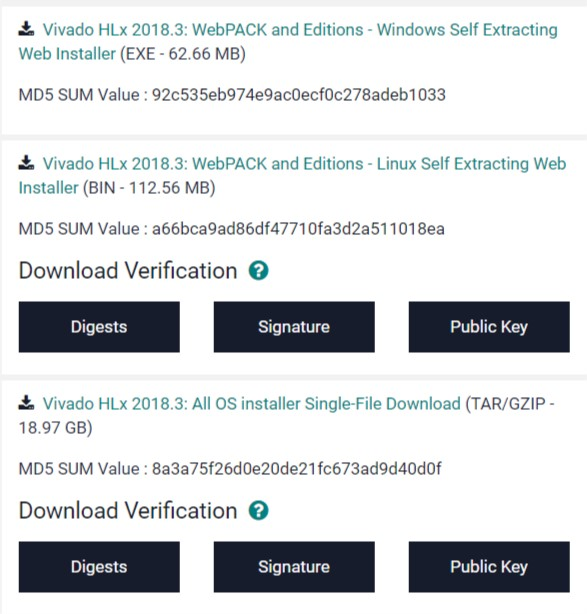 Vivado HLx 2018.3: WebPACK and Editions - Windows Self Extracting
Web Installer (EXE - 62.66 MB)
MD5 SUM Value : 92c535eb974e9ac0ecf0c278adeb1033
Vivado HLx 2018.3: WebPACK and Editions - Linux Self Extracting Web
Installer (BIN - 112.56 MB)
MD5 SUM Value : a66bca9ad86df47710fa3d2a511018ea
Download Verification ?
Digests Signature Public Key
Vivado HLx 2018.3: All OS installer Single-File Download (TAR/GZIP -
18.97 GB)
MD5 SUM Value : 8a3a75f26d0e20de21fc673ad9d40d0f
Download Verification ?
Digests Signature Public Key